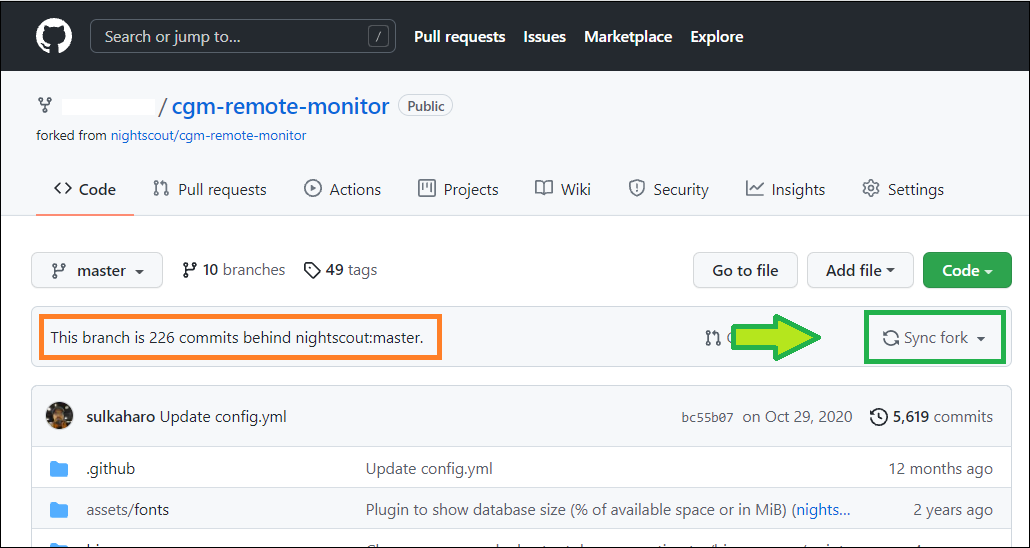 Search or jump to... / Pull requests Issues Marketplace Explore
/ cgm-remote-monitor Public
forked from nightscout/cgm-remote-monitor
Code Pull requests Actions Projects Wiki Security Insights Settings
master 10 branches 49 tags Go to file Add file Code
This branch is 226 commits behind nightscout:master. Sync fork
sulkaharo Update config.yml bc55b07 on Oct 29, 2020 5,619 commits
.github Update config.yml 12 months ago
assets/fonts Plugin to show database size (% of available space or in MiB) (nights... 2 years ago